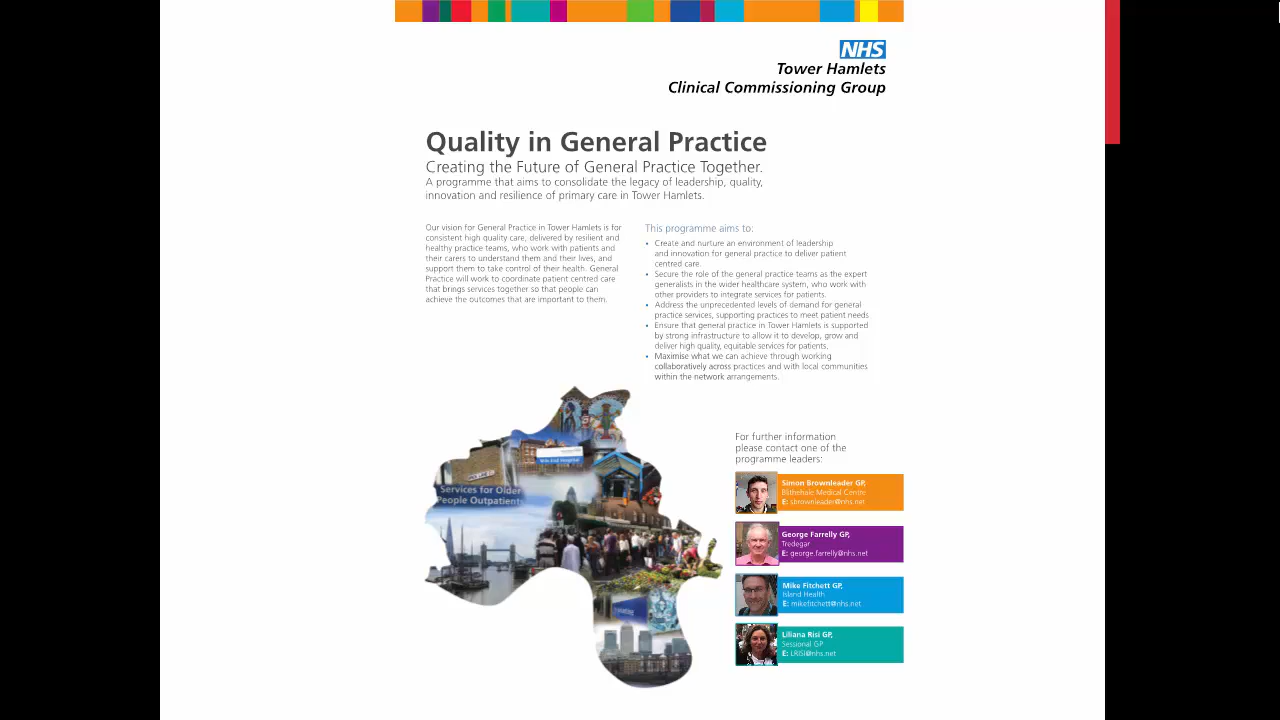 NHS
Tower Hamlets
Clinical Commissioning Group
Quality in General Practice
Creating the Future of General Practice Together.
A programme that aims to consolidate the legacy of leadership, quality,
innovation and resilience of primary care in Tower Hamlets.
Our vision for General Practice in Tower Hamlets is for
consistent high quality care, delivered by resilient and
healthy practice teams, who work with patients and
their carers to understand them and their lives, and
support them to take control of their health. General
Practice will work to coordinate patient centred care
that brings services together so that people can
achieve the outcomes that are important to them.
This programme aims to:
• Create and nurture an environment of leadership
and innovation for general practice to deliver patient
centred care.
• Secure the role of the general practice teams as the expert
generalists in the wider healthcare system, who work with
other providers to integrate services for patients.
• Address the unprecedented levels of demand for general
practice services, supporting practices to meet patient needs
• Ensure that general practice in Tower Hamlets is supported
by strong infrastructure to allow it to develop, grow and
deliver high quality, equitable services for patients.
• Maximise what we can achieve through working
collaboratively across practices and with local communities
within the network arrangements.
Mile End Hospital
Services for Older
People Outpatients
For further information
please contact one of the
programme leaders:
Simon Brownleader GP,
Blithehale Medical Centre
E: sbrownleader@nhs.net
George Farrelly GP,
Tredegar
E: george.farrelly@nhs.net
Mike Fitchett GP,
Island Health
E: mikefitchett@nhs.net
Liliana Risi GP,
Sessional GP
E: LRISI@nhs.net